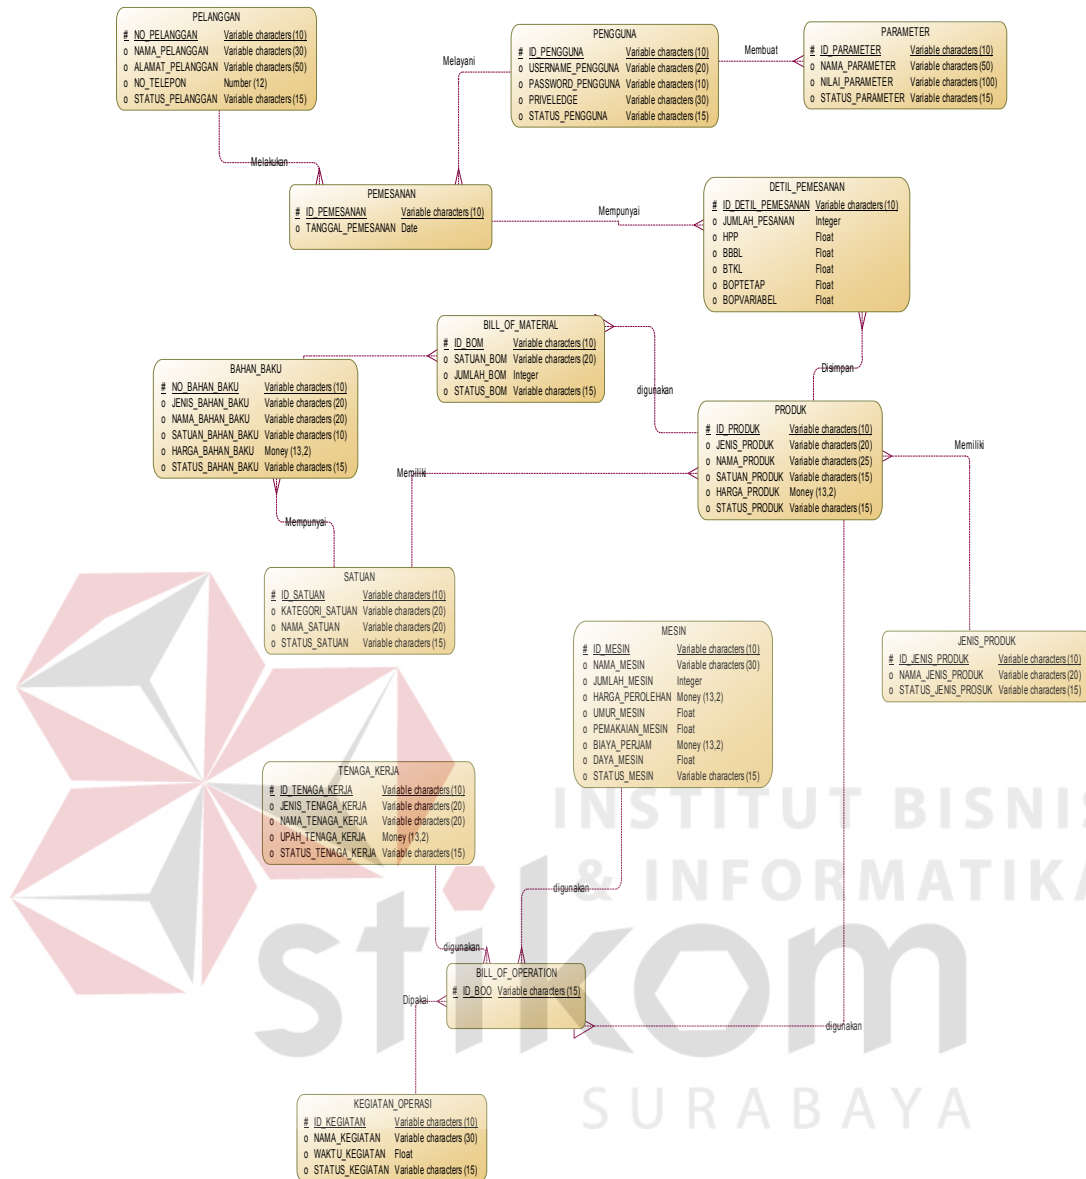 PELANGGAN
# NO_PELANGGAN Variable characters (10)
o NAMA_PELANGGAN Variable characters (30)
o ALAMAT_PELANGGAN Variable characters (50)
o NO_TELEPON Number (12)
o STATUS_PELANGGAN Variable characters (15)
PENGGUNA
# ID_PENGGUNA Variable characters (10)
o USERNAME_PENGGUNA Variable characters (20)
o PASSWORD_PENGGUNA Variable characters (10)
o PRIVELEDGE Variable characters (30)
o STATUS_PENGGUNA Variable characters (15)
Membuat
PARAMETER
# ID_PARAMETER Variable characters (10)
o NAMA_PARAMETER Variable characters (50)
o NILAI_PARAMETER Variable characters (100)
o STATUS_PARAMETER Variable characters (15)
Melayani
Melakukan
PEMESANAN
# ID_PEMESANAN Variable characters (10)
o TANGGAL_PEMESANAN Date
Mempunyai
DETIL_PEMESANAN
# ID_DETIL_PEMESANAN Variable characters (10)
o JUMLAH_PESANAN Integer
o HPP Float
o BBBL Float
o BTKL Float
o BOPTETAP Float
o BOPVARIABEL Float
BILL_OF_MATERIAL
# ID_BOM Variable characters (10)
o SATUAN_BOM Variable characters (20)
o JUMLAH_BOM Integer
o STATUS_BOM Variable characters (15)
digunakan
Disimpan
BAHAN_BAKU
# NO_BAHAN_BAKU Variable characters (10)
o JENIS_BAHAN_BAKU Variable characters (20)
o NAMA_BAHAN_BAKU Variable characters (20)
o SATUAN_BAHAN_BAKU Variable characters (10)
o HARGA_BAHAN_BAKU Money (13,2)
o STATUS_BAHAN_BAKU Variable characters (15)
PRODUK
# ID_PRODUK Variable characters (10)
o JENIS_PRODUK Variable characters (20)
o NAMA_PRODUK Variable characters (25)
o SATUAN_PRODUK Variable characters (15)
o HARGA_PRODUK Money (13,2)
o STATUS_PRODUK Variable characters (15)
Memiliki
Memiliki
Mempunyai
SATUAN
# ID_SATUAN Variable characters (10)
o KATEGORI_SATUAN Variable characters (20)
o NAMA_SATUAN Variable characters (20)
o STATUS_SATUAN Variable characters (15)
MESIN
# ID_MESIN Variable characters (10)
o NAMA_MESIN Variable characters (30)
o JUMLAH_MESIN Integer
o HARGA_PEROLEHAN Money (13,2)
o UMUR_MESIN Float
o PEMAKAIAN_MESIN Float
o BIAYA_PERJAM Money (13,2)
o DAYA_MESIN Float
o STATUS_MESIN Variable characters (15)
JENIS_PRODUK
# ID_JENIS_PRODUK Variable characters (10)
o NAMA_JENIS_PRODUK Variable characters (20)
o STATUS_JENIS_PROSUK Variable characters (15)
TENAGA_KERJA
# ID_TENAGA_KERJA Variable characters (10)
o JENIS_TENAGA_KERJA Variable characters (20)
o NAMA_TENAGA_KERJA Variable characters (20)
o UPAH_TENAGA_KERJA Money (13,2)
o STATUS_TENAGA_KERJA Variable characters (15)
INSTITUT BISNIS
& INFORMATIKA
stikom
SURABAYA
digunakan
digunakan
BILL_OF_OPERATION
# ID_BOO Variable characters (15)
Dipakai
digunakan
KEGIATAN_OPERASI
# ID_KEGIATAN Variable characters (10)
o NAMA_KEGIATAN Variable characters (30)
o WAKTU_KEGIATAN Float
o STATUS_KEGIATAN Variable characters (15)